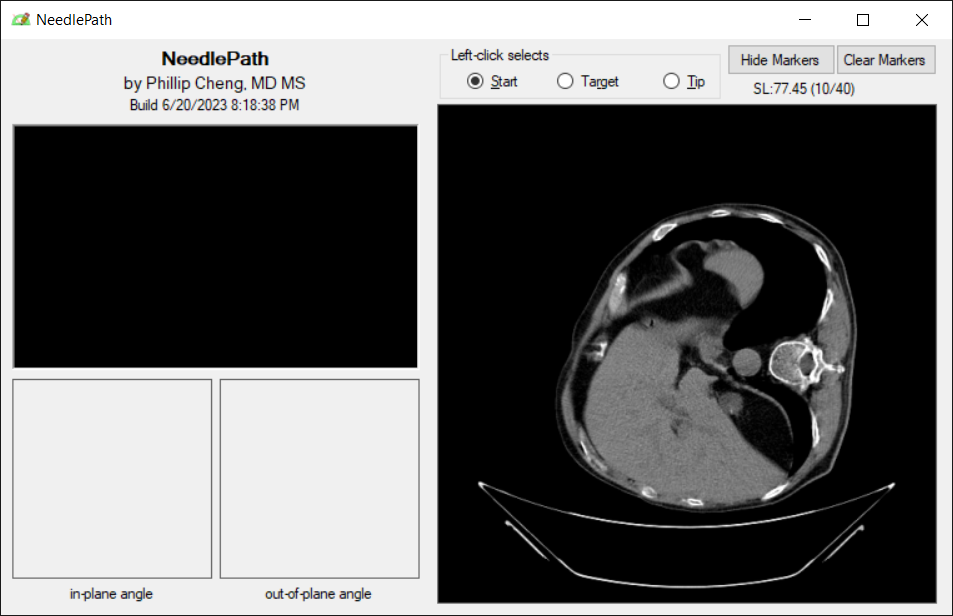 NeedlePath
NeedlePath
by Phillip Cheng, MD MS
Build 6/20/2023 8:18:38 PM
Left-click selects
Start
Target
Tip
Hide Markers
Clear Markers
SL:77.45 (10/40)
in-plane angle
out-of-plane angle